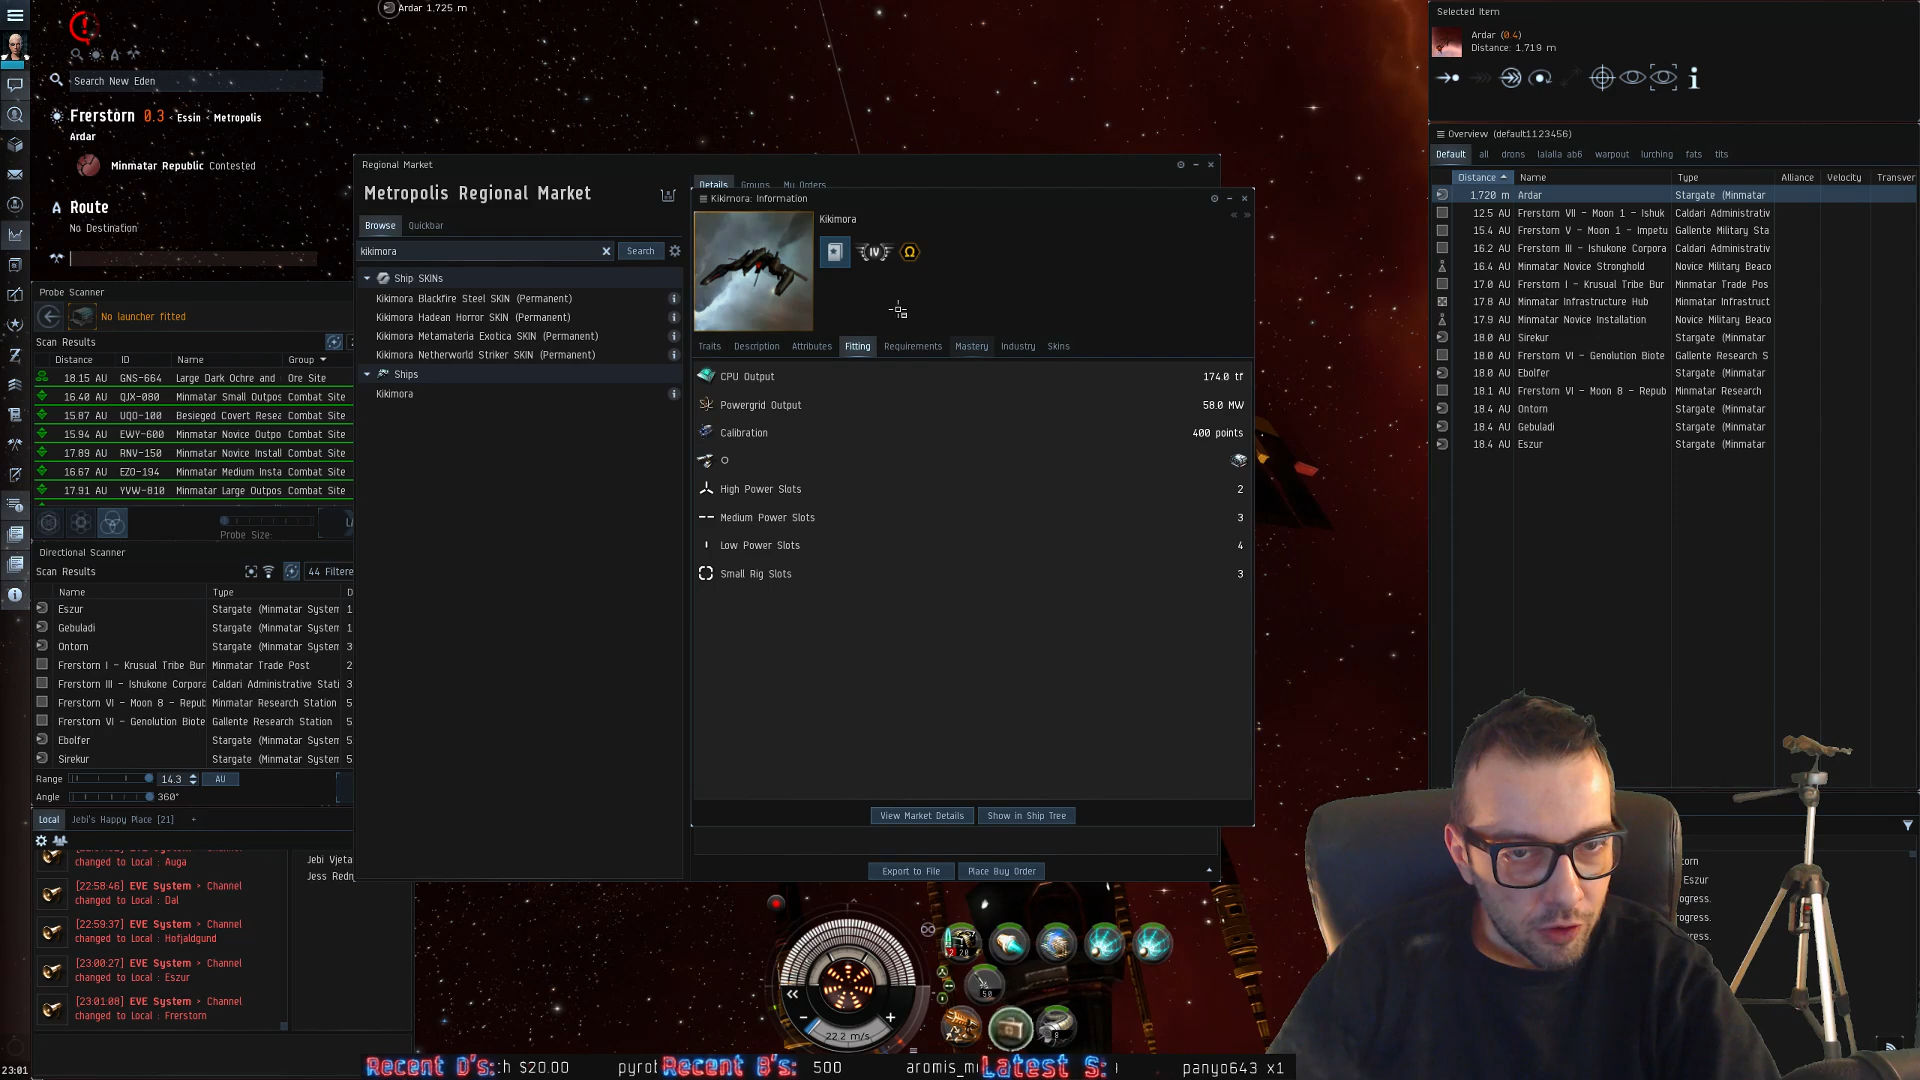 Ardar 1,725 m
Search New Eden
Frerstorn 0.3 < Essin < Metropolis
Ardar
Minmatar Republic Contested
Route
No Destination
Probe Scanner
No launcher fitted
Scan Results
Distance ID Name Group
18.15 AU GNS-664 Large Dark Ochre and Ore Site
16.40 AU QJX-080 Minmatar Small Outpos Combat Site
15.87 AU UQO-100 Besieged Covert Resea Combat Site
15.94 AU EWY-600 Minmatar Novice Outpo Combat Site
17.89 AU RNV-150 Minmatar Novice Install Combat Site
16.67 AU EZO-194 Minmatar Medium Insta Combat Site
17.91 AU YVW-810 Minmatar Large Outpos Combat Site
Probe Size:
Directional Scanner
Scan Results 44 Filtere
Name Type D
Eszur Stargate (Minmatar System 1
Gebuladi Stargate (Minmatar System 1
Ontorn Stargate (Minmatar System 3
Frerstorn I - Krusual Tribe Bur Minmatar Trade Post 2
Frerstorn III - Ishukone Corpora Caldari Administrative Stati 3
Frerstorn VI - Moon 8 - Repub Minmatar Research Station 5
Frerstorn VI - Genolution Biote Gallente Research Station 5
Ebolfer Stargate (Minmatar System 5
Sirekur Stargate (Minmatar System 5
Range 14.3 AU
Angle 360°
Local Jebi's Happy Place [21] +
changed to Local : Auga
[22:58:46] EVE System > Channel
changed to Local : Dal
[22:59:37] EVE System > Channel
changed to Local : Hofjaldgund
[23:00:27] EVE System > Channel
changed to Local : Eszur
[23:01:08] EVE System > Channel
changed to Local : Frerstorn
Jebi Vjeta
Jess Redn
23:01
Regional Market
Metropolis Regional Market
Browse Quickbar
kikimora
Search
Ship SKINs
Kikimora Blackfire Steel SKIN (Permanent)
Kikimora Hadean Horror SKIN (Permanent)
Kikimora Metamateria Exotica SKIN (Permanent)
Kikimora Netherworld Striker SKIN (Permanent)
Ships
Kikimora
Details Groups My Orders
Kikimora: Information
Kikimora
IV Ω
Traits Description Attributes Fitting Requirements Mastery Industry Skins
CPU Output 174.0 tf
Powergrid Output 58.0 MW
Calibration 400 points
0
High Power Slots 2
Medium Power Slots 3
Low Power Slots 4
Small Rig Slots 3
View Market Details Show in Ship Tree
Export to File Place Buy Order
50
22.2 m/s
Recent D's: h $20.00 pyrot Recent B's: 500 aromis_m Latest S: panyo643 x1
Selected Item
Ardar (0.4)
Distance: 1,719 m
Overview (default1123456)
Default all drons lalalla ab6 warpout lurching fats tits
Distance Name Type Alliance Velocity Transver
1,720 m Ardar Stargate (Minmatar
12.5 AU Frerstorn VII - Moon 1 - Ishuk Caldari Administrativ
15.4 AU Frerstorn V - Moon 1 - Impetu Gallente Military Sta
16.2 AU Frerstorn III - Ishukone Corpora Caldari Administrativ
16.4 AU Minmatar Novice Stronghold Novice Military Beaco
17.0 AU Frerstorn I - Krusual Tribe Bur Minmatar Trade Pos
17.8 AU Minmatar Infrastructure Hub Minmatar Infrastruct
17.9 AU Minmatar Novice Installation Novice Military Beaco
18.0 AU Sirekur Stargate (Minmatar
18.0 AU Frerstorn VI - Genolution Biote Gallente Research S
18.0 AU Ebolfer Stargate (Minmatar
18.1 AU Frerstorn VI - Moon 8 - Repub Minmatar Research
18.4 AU Ontorn Stargate (Minmatar
18.4 AU Gebuladi Stargate (Minmatar
18.4 AU Eszur Stargate (Minmatar
orn
Eszur
ogress.
ogress.
ress.